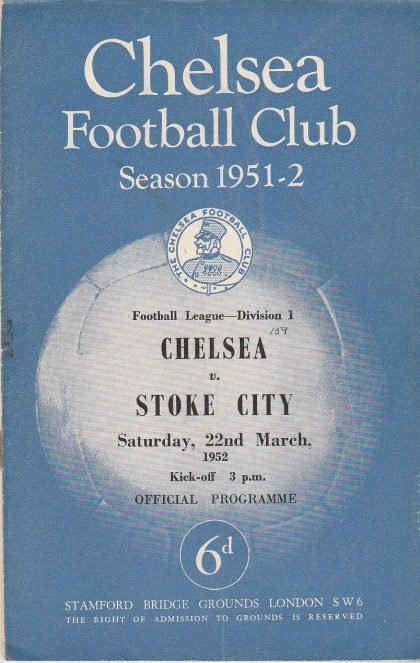 Chelsea
Football Club
Season 1951-2
THE CHELSEA FOOTBALL CLUB
Football League—Division 1
CHELSEA
v.
STOKE CITY
Saturday, 22nd March,
1952
Kick-off 3 p.m.
OFFICIAL PROGRAMME
6d
STAMFORD BRIDGE GROUNDS LONDON S W 6
THE RIGHT OF ADMISSION TO GROUNDS IS RESERVED